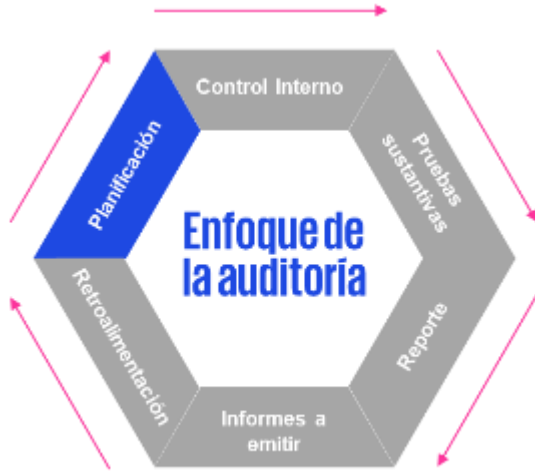 Control Interno
Planificación
Pruebas
sustantivas
Enfoque de
la auditoría
Retroalimentación
Reporte
Informes a
emitir